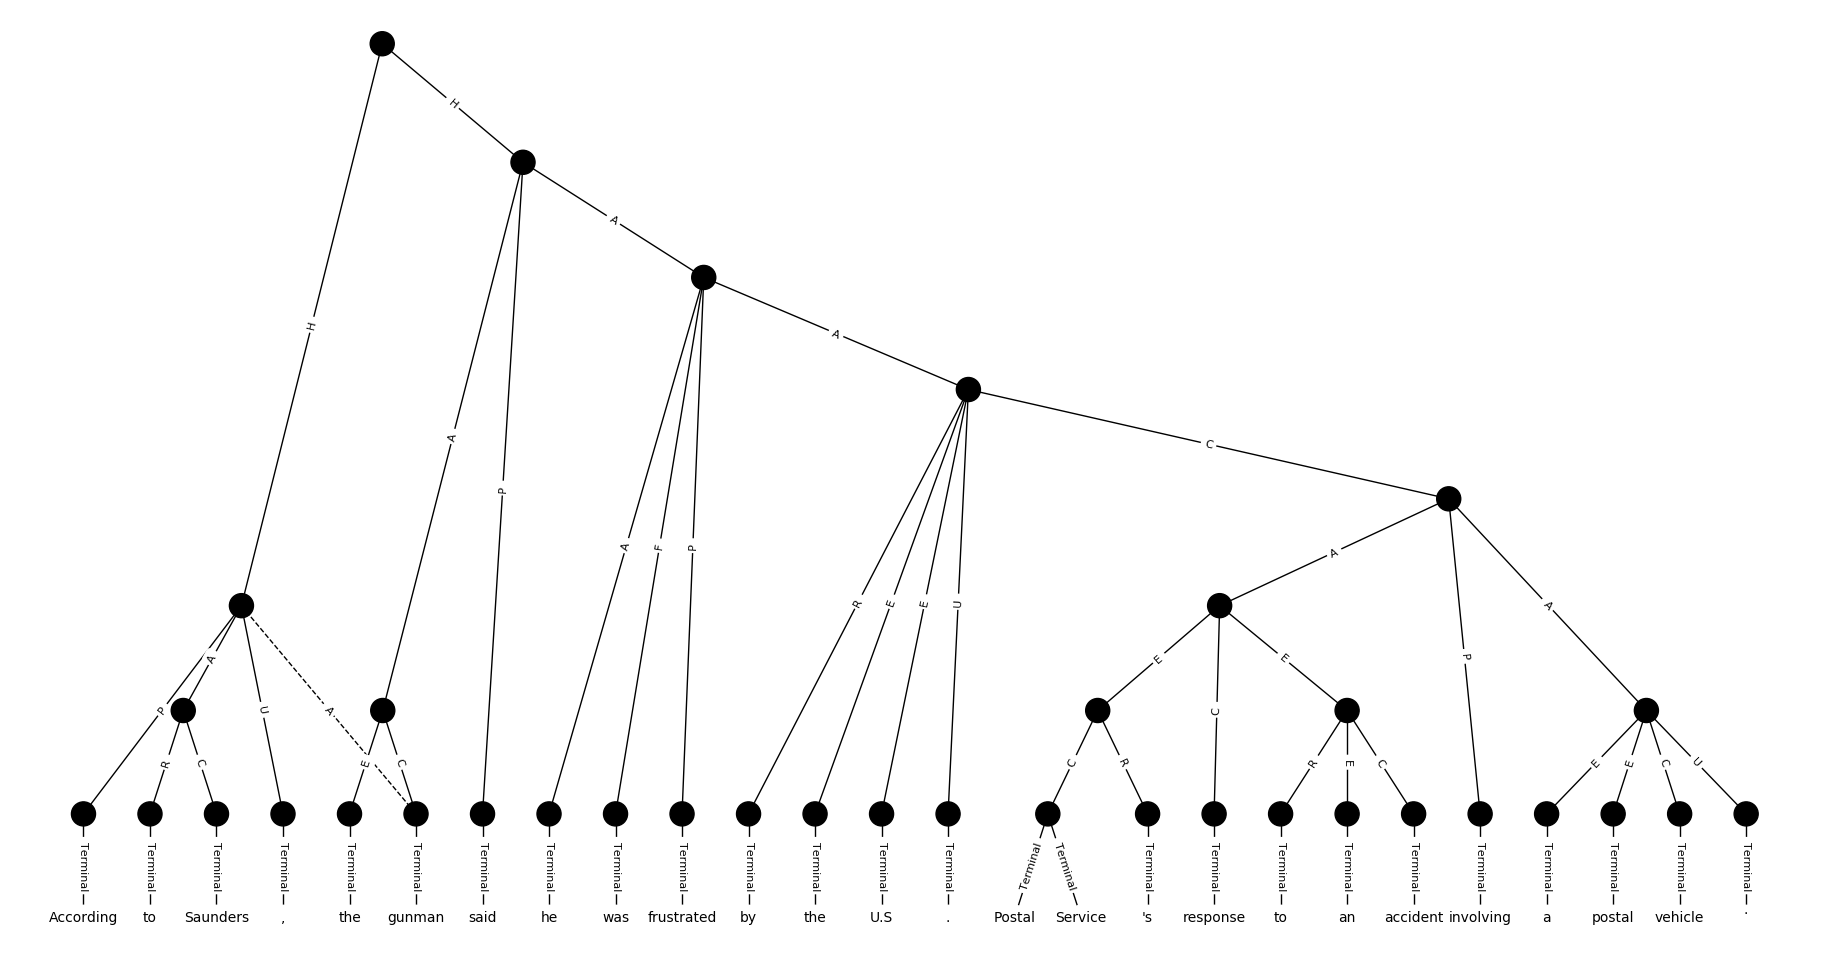 H
A
A
H
A
C
A
P
A
A
F
P
R
E
E
U
A
P
A
A
E
E
P
U
A
C
R
C
E
C
C
R
R
E
C
E
E
C
U
Terminal Terminal Terminal Terminal Terminal Terminal Terminal Terminal Terminal Terminal Terminal Terminal Terminal Terminal Terminal Terminal Terminal Terminal Terminal Terminal Terminal Terminal Terminal Terminal Terminal Terminal
According to Saunders , the gunman said he was frustrated by the U.S . Postal Service 's response to an accident involving a postal vehicle .